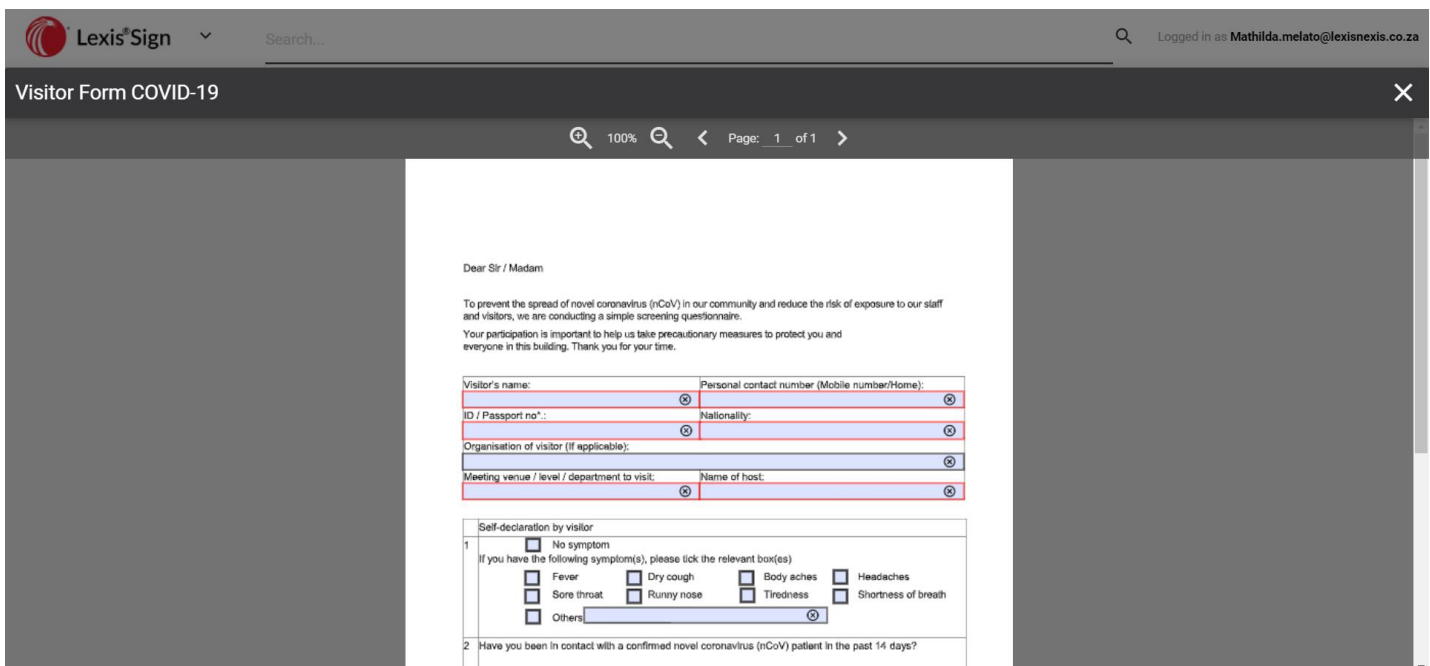 Lexis®Sign
Search...
Logged in as Mathilda.melato@lexisnexis.co.za
Visitor Form COVID-19
100%
Page: 1 of 1
Dear Sir / Madam
To prevent the spread of novel coronavirus (nCoV) in our community and reduce the risk of exposure to our staff
and visitors, we are conducting a simple screening questionnaire.
Your participation is important to help us take precautionary measures to protect you and
everyone in this building. Thank you for your time.
Visitor's name: Personal contact number (Mobile number/Home):
ID / Passport no*.: Nationality:
Organisation of visitor (If applicable):
Meeting venue / level / department to visit: Name of host:
Self-declaration by visitor
1 No symptom
If you have the following symptom(s), please tick the relevant box(es)
Fever Dry cough Body aches Headaches
Sore throat Runny nose Tiredness Shortness of breath
Others
2 Have you been in contact with a confirmed novel coronavirus (nCoV) patient in the past 14 days?